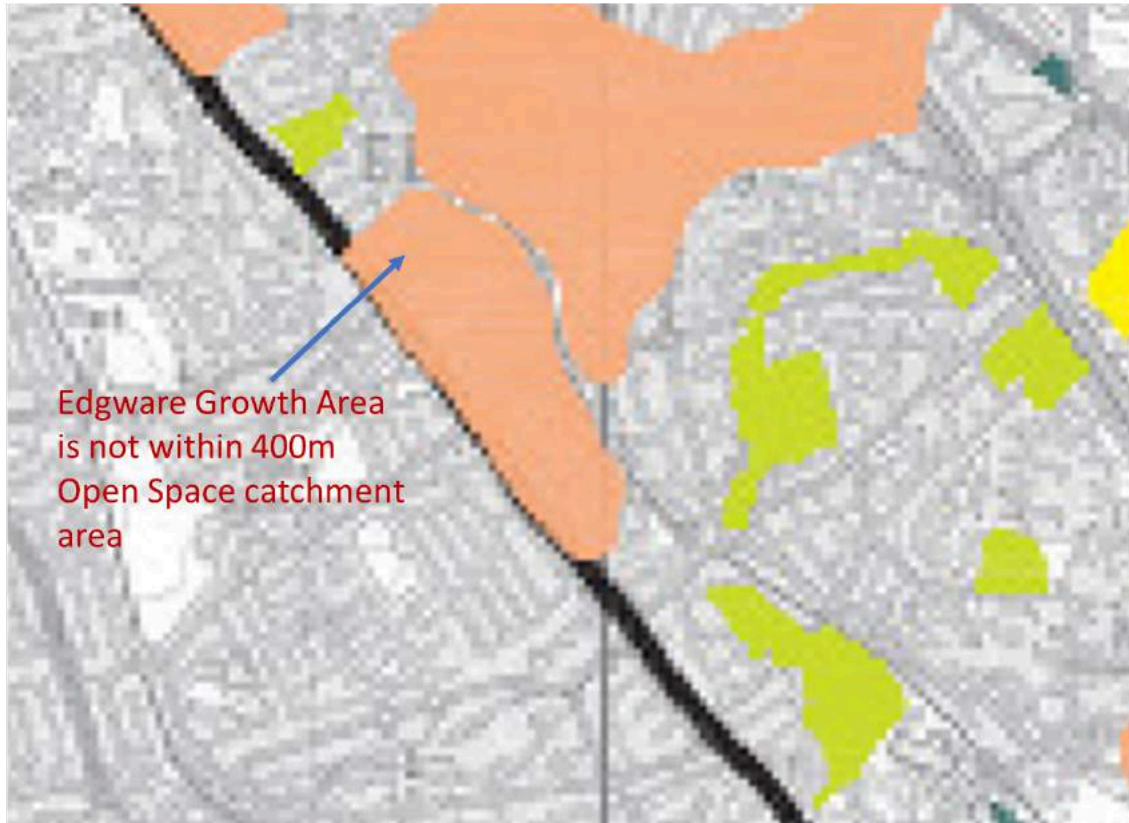 Edgware Growth Area
is not within 400m
Open Space catchment
area